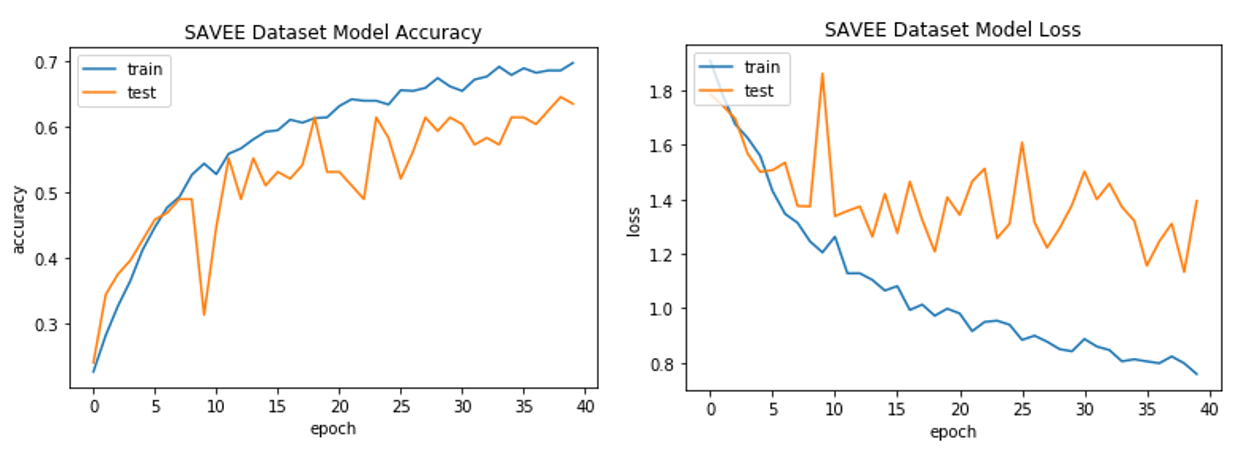 SAVEE Dataset Model Accuracy
train
test
0.7
0.6
0.5
0.4
0.3
accuracy
0 5 10 15 20 25 30 35 40
epoch
SAVEE Dataset Model Loss
train
test
1.8
1.6
1.4
1.2
1.0
0.8
loss
0 5 10 15 20 25 30 35 40
epoch